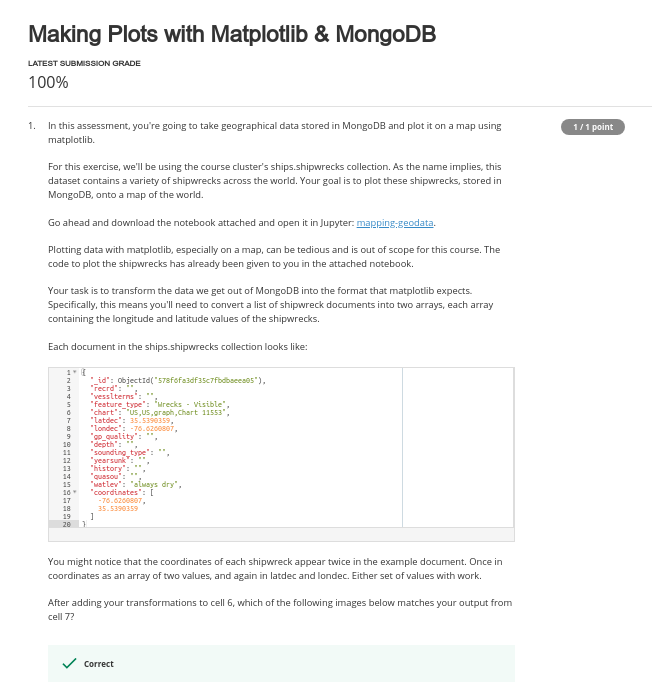 Making Plots with Matplotlib & MongoDB
LATEST SUBMISSION GRADE
100%
1. In this assessment, you're going to take geographical data stored in MongoDB and plot it on a map using
matplotlib.
1 / 1 point
For this exercise, we'll be using the course cluster's ships.shipwrecks collection. As the name implies, this
dataset contains a variety of shipwrecks across the world. Your goal is to plot these shipwrecks, stored in
MongoDB, onto a map of the world.
Go ahead and download the notebook attached and open it in Jupyter: mapping-geodata.
Plotting data with matplotlib, especially on a map, can be tedious and is out of scope for this course. The
code to plot the shipwrecks has already been given to you in the attached notebook.
Your task is to transform the data we get out of MongoDB into the format that matplotlib expects.
Specifically, this means you'll need to convert a list of shipwreck documents into two arrays, each array
containing the longitude and latitude values of the shipwrecks.
Each document in the ships.shipwrecks collection looks like:
1 {
2 "_id": ObjectId("578f6fa3df35c7fbdbaeea05"),
3 "recrd": "",
4 "vesslterms": "",
5 "feature_type": "Wrecks - Visible",
6 "chart": "US,US,graph,Chart 11553",
7 "latdec": 35.5390359,
8 "londec": -76.6260807,
9 "gp_quality": "",
10 "depth": "",
11 "sounding_type": "",
12 "yearsunk": "",
13 "history": "",
14 "quasou": "",
15 "watlev": "always dry",
16 "coordinates": [
17 -76.6260807,
18 35.5390359
19 ]
20 }
You might notice that the coordinates of each shipwreck appear twice in the example document. Once in
coordinates as an array of two values, and again in latdec and londec. Either set of values with work.
After adding your transformations to cell 6, which of the following images below matches your output from
cell 7?
Correct